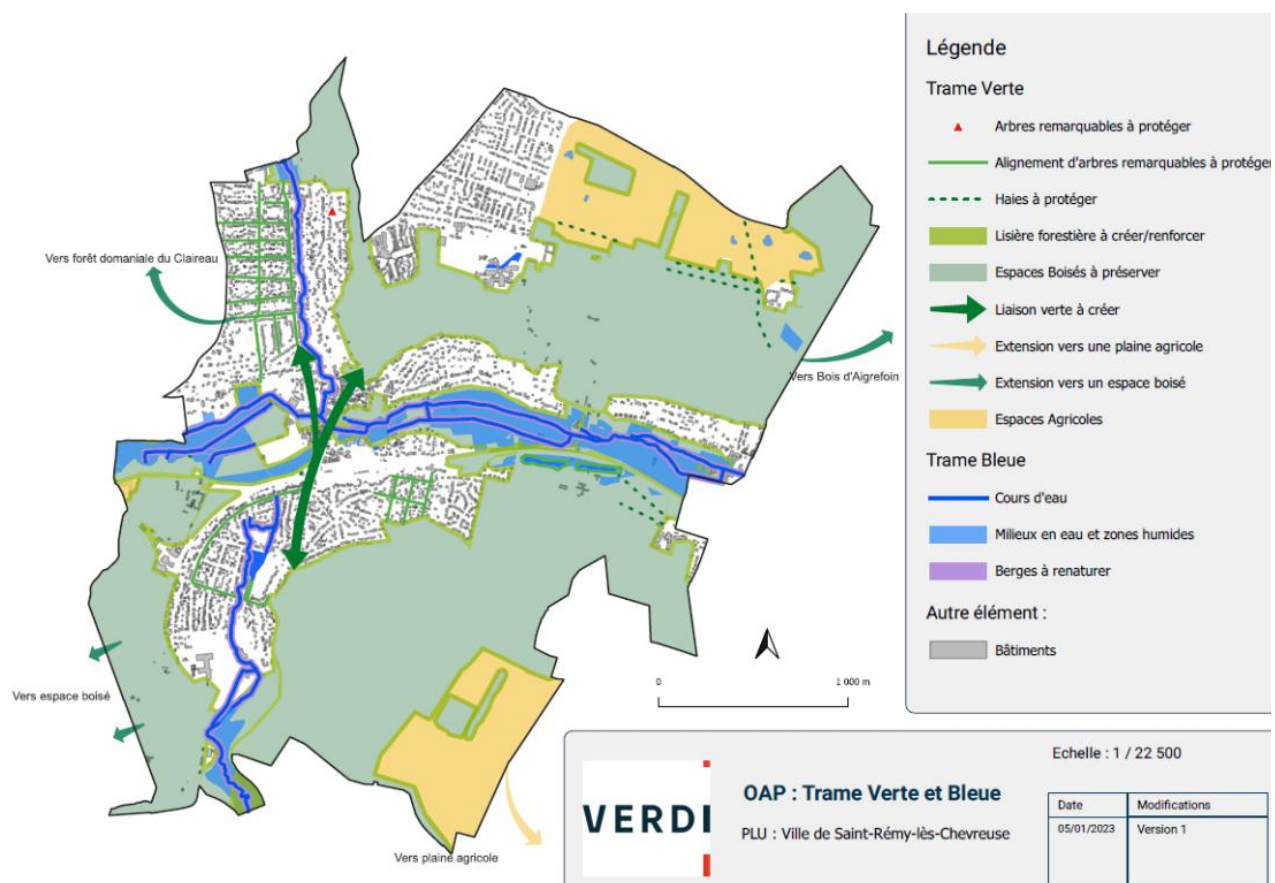 Légende
Trame Verte
Arbres remarquables à protéger
Alignement d'arbres remarquables à protéger
Haies à protéger
Lisière forestière à créer/renforcer
Espaces Boisés à préserver
Liaison verte à créer
Extension vers une plaine agricole
Extension vers un espace boisé
Espaces Agricoles
Trame Bleue
Cours d'eau
Milieux en eau et zones humides
Berges à renaturer
Autre élément :
Bâtiments
Vers forêt domaniale du Claireau
Vers Bois d'Aigrefoin
Vers espace boisé
Vers plaine agricole
0 1 000 m
Echelle : 1 / 22 500
VERDI
OAP : Trame Verte et Bleue
PLU : Ville de Saint-Rémy-lès-Chevreuse
Date Modifications
05/01/2023 Version 1